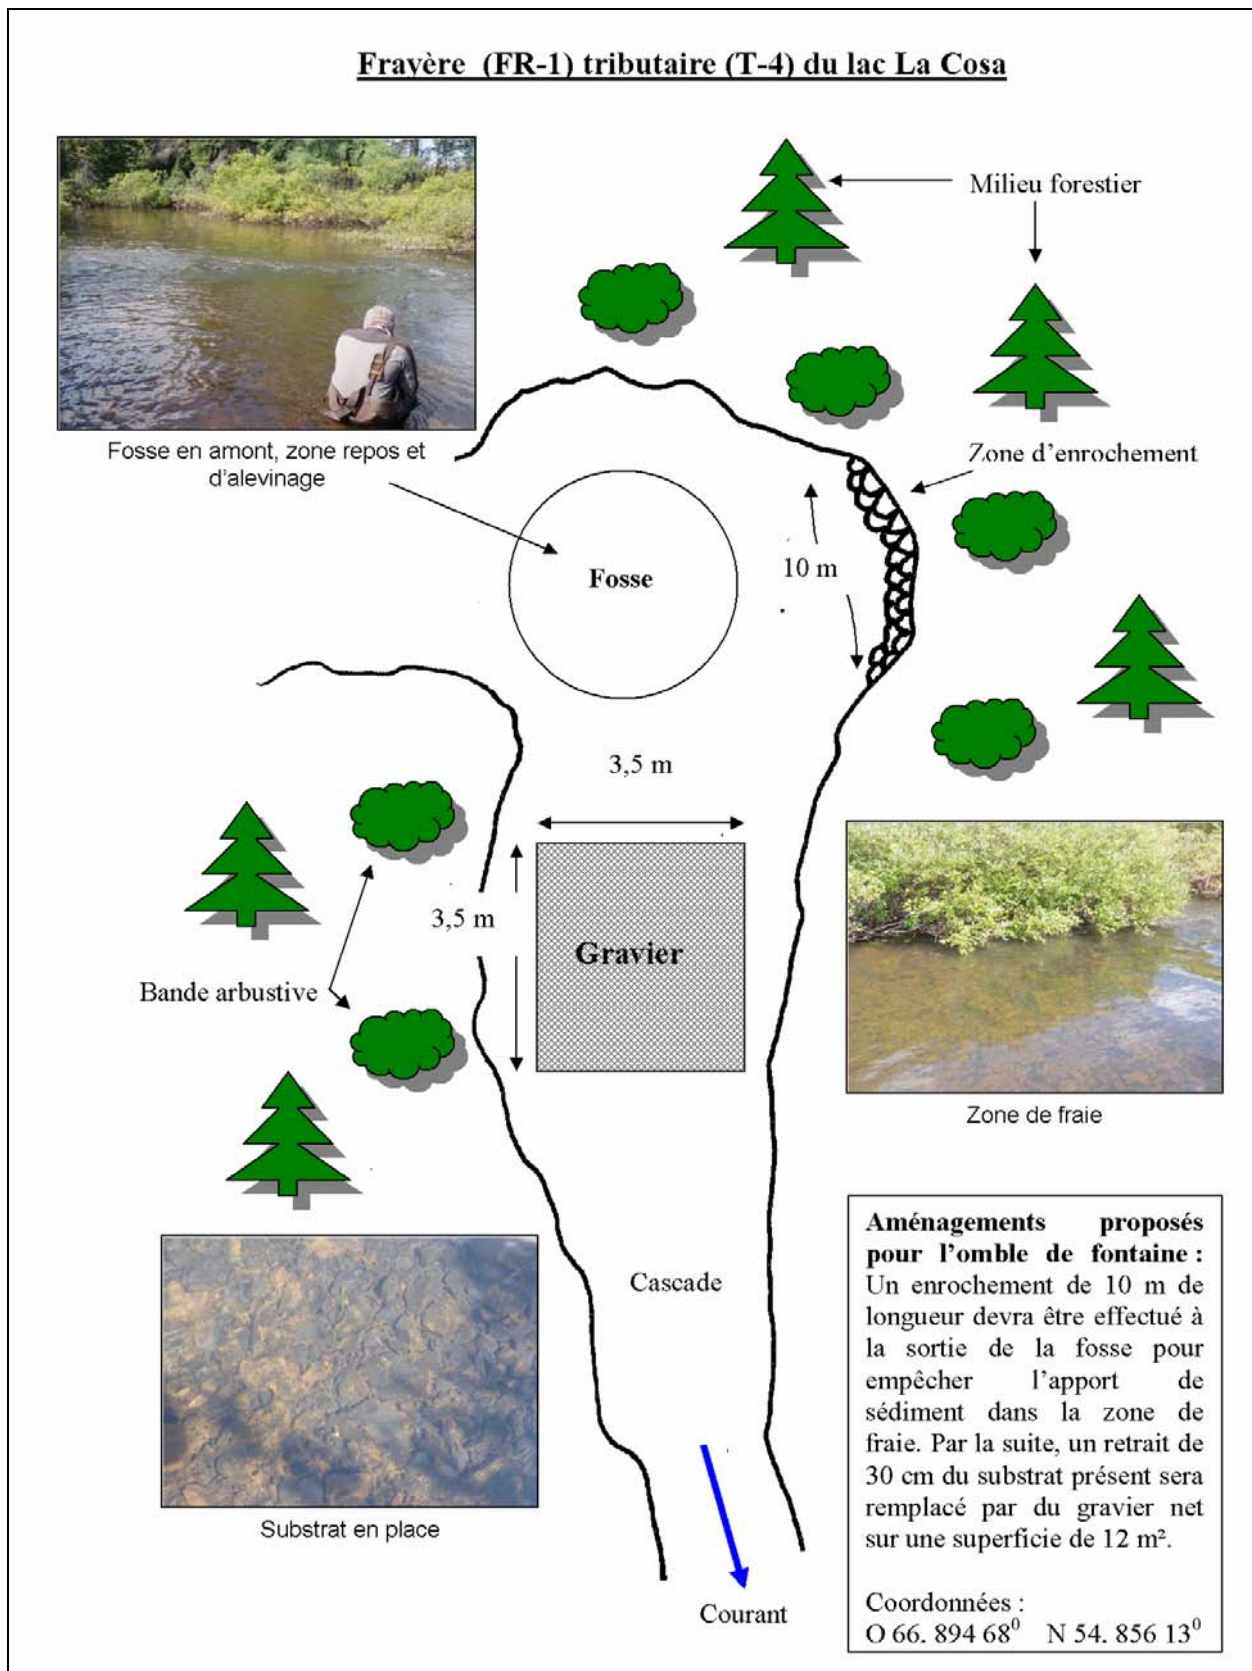 Frayère (FR-1) tributaire (T-4) du lac La Cosa
Milieu forestier
Fosse en amont, zone repos et
d'alevinage
Zone d'enrochement
10 m
Fosse
3,5 m
3,5 m
Gravier
Bande arbustive
Zone de fraie
Cascade
Substrat en place
Courant
Aménagements proposés
pour l'omble de fontaine :
Un enrochement de 10 m de
longueur devra être effectué à
la sortie de la fosse pour
empêcher l'apport de
sédiment dans la zone de
fraie. Par la suite, un retrait de
30 cm du substrat présent sera
remplacé par du gravier net
sur une superficie de 12 m².
Coordonnées :
O 66. 894 68⁰ N 54. 856 13⁰